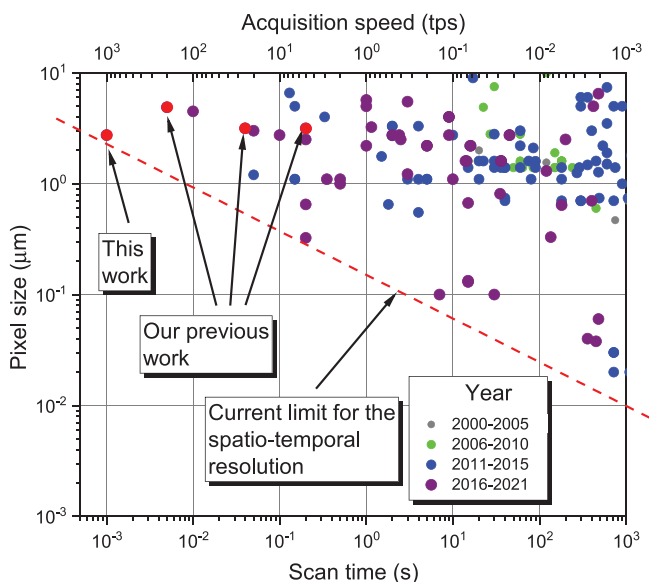 Acquisition speed (tps)
10³ 10² 10¹ 10⁰ 10⁻¹ 10⁻² 10⁻³
Pixel size (μm)
10¹
10⁰
10⁻¹
10⁻²
10⁻³
This
work
Our previous
work
Current limit for the
spatio-temporal
resolution
Year
2000-2005
2006-2010
2011-2015
2016-2021
10⁻³ 10⁻² 10⁻¹ 10⁰ 10¹ 10² 10³
Scan time (s)